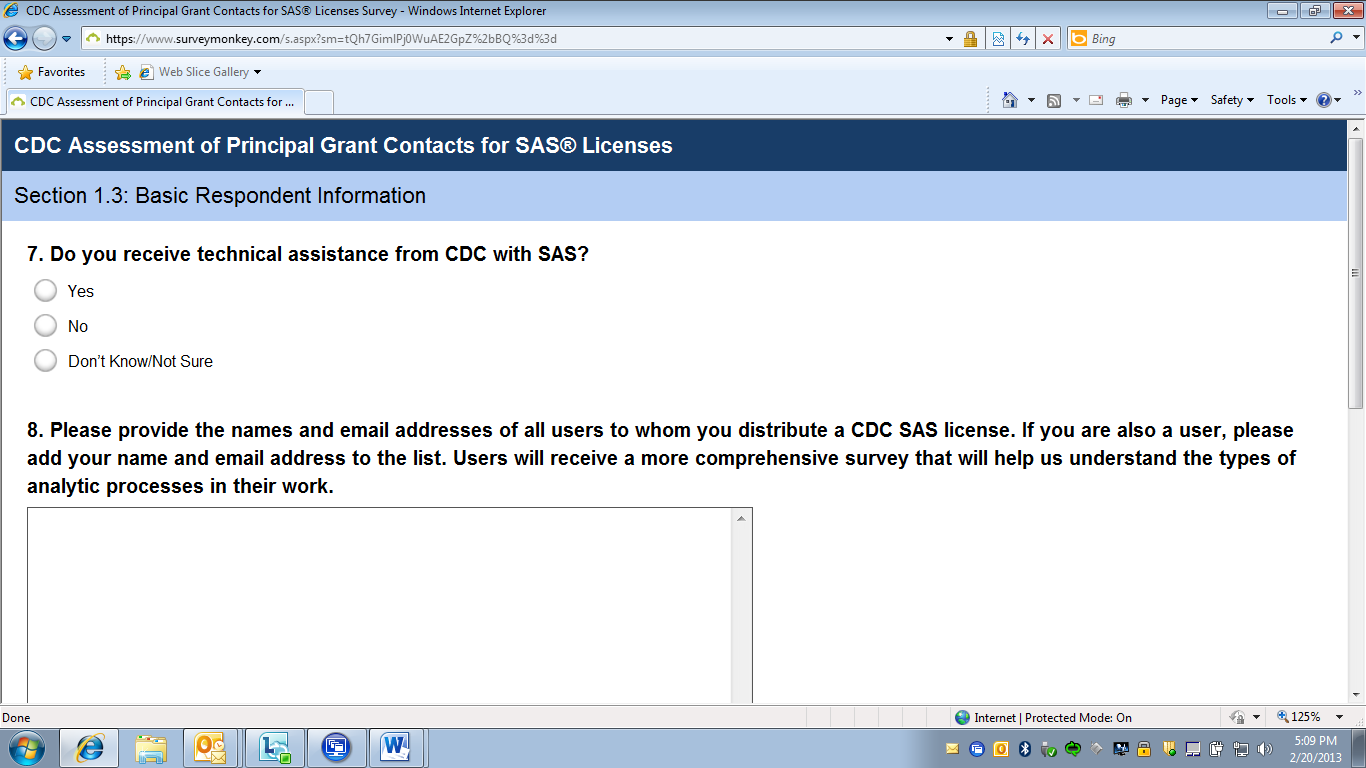 CDC Assessment of Principal Grant Contacts for SAS® Licenses Survey - Windows Internet Explorer
https://www.surveymonkey.com/s.aspx?sm=tQh7GimIPj0WuAE2GpZ%2bBQ%3d%3d
Bing
Favorites
Web Slice Gallery
CDC Assessment of Principal Grant Contacts for ...
Page
Safety
Tools
CDC Assessment of Principal Grant Contacts for SAS® Licenses
Section 1.3: Basic Respondent Information
7. Do you receive technical assistance from CDC with SAS?
Yes
No
Don't Know/Not Sure
8. Please provide the names and email addresses of all users to whom you distribute a CDC SAS license. If you are also a user, please
add your name and email address to the list. Users will receive a more comprehensive survey that will help us understand the types of
analytic processes in their work.
Done
Internet | Protected Mode: On
125%
5:09 PM
2/20/2013